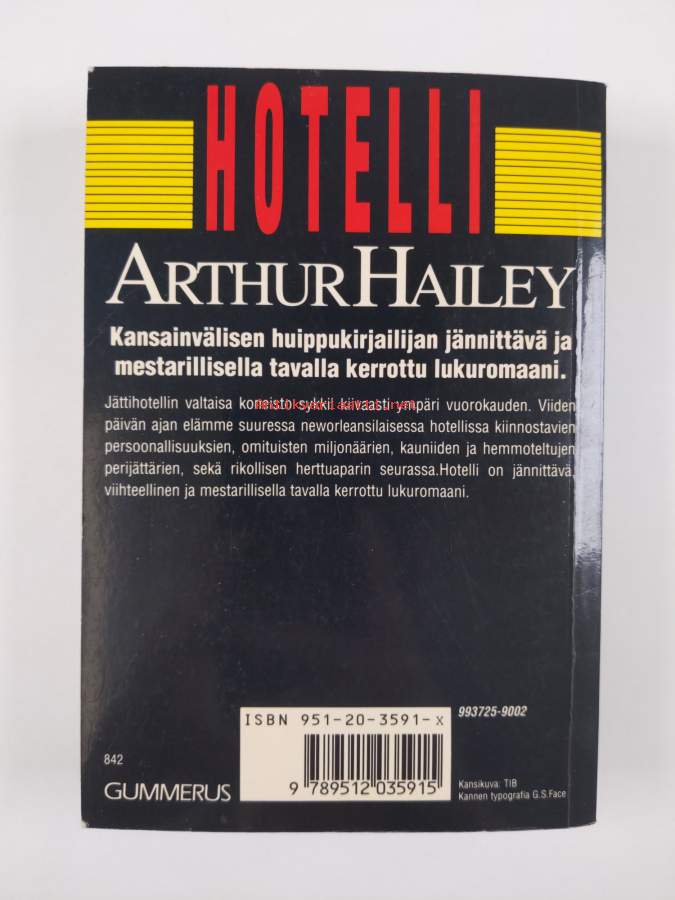 HOTELLI
ARTHUR HAILEY
Kansainvälisen huippukirjailijan jännittävä ja
mestarillisella tavalla kerrottu lukuromaani.
Jättihotellin valtaisa koneisto sykkii kiivaasti ympäri vuorokauden. Viiden
päivän ajan elämme suuressa neworleansilaisessa hotellissa kiinnostavien
persoonallisuuksien, omituisten miljonäärien, kauniiden ja hemmoteltujen
perijättärien, sekä rikollisen herttuaparin seurassa.Hotelli on jännittävä,
viihteellinen ja mestarillisella tavalla kerrottu lukuromaani.
ISBN 951-20-3591-x
993725-9002
842
GUMMERUS
9 789512 035915
Kansikuva: TIB
Kannen typografia G.S.Face